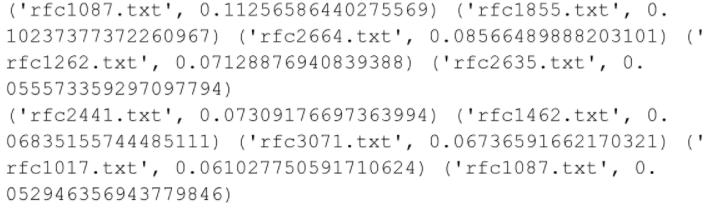 ('rfc1087.txt', 0.11256586440275569) ('rfc1855.txt', 0.
10237377372260967) ('rfc2664.txt', 0.08566489888203101) ('
rfc1262.txt', 0.07128876940839388) ('rfc2635.txt', 0.
055573359297097794)
('rfc2441.txt', 0.07309176697363994) ('rfc1462.txt', 0.
06835155744485111) ('rfc3071.txt', 0.06736591662170321) ('
rfc1017.txt', 0.061027750591710624) ('rfc1087.txt', 0.
052946356943779846)